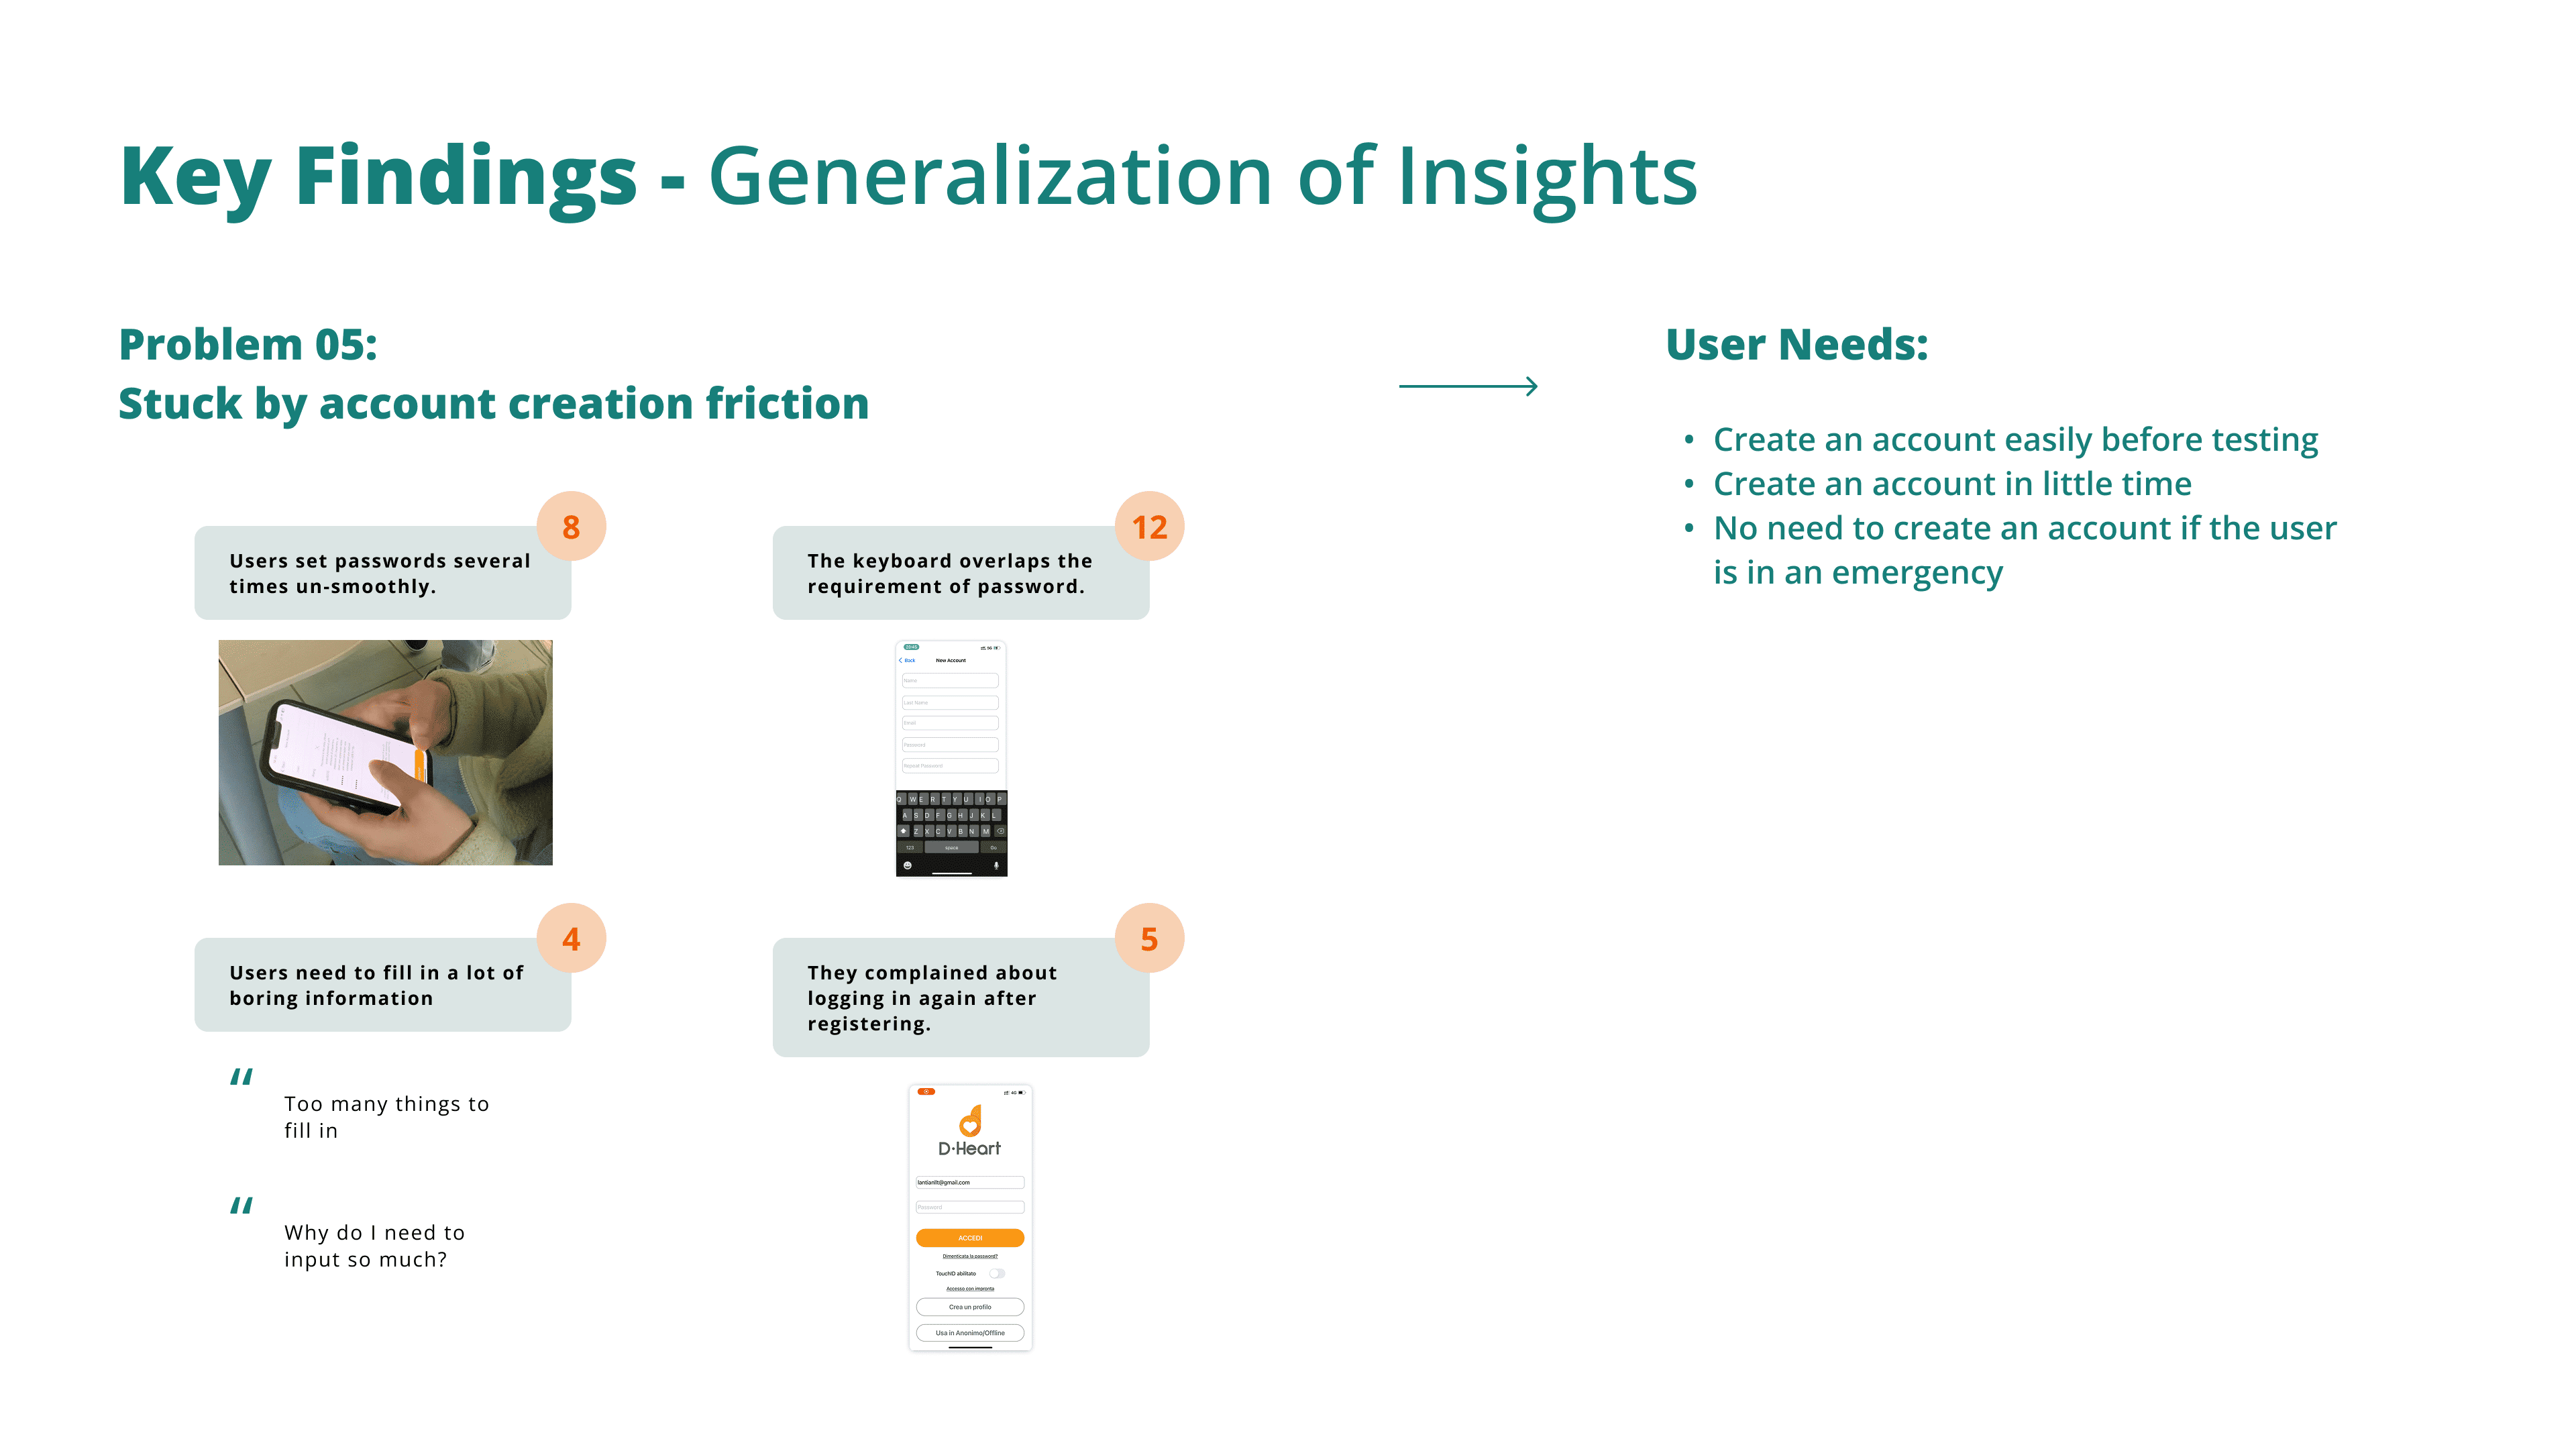 Key Findings - Generalization of Insights
Problem 05:
Stuck by account creation friction
8
Users set passwords several
times un-smoothly.
12
The keyboard overlaps the
requirement of password.
Back
New Account
5G
Name
Last Name
Email
Password
Repeat Password
Q W E R T Y U I O P
A S D F G H J K L
Z X C V B N M
123
space
4
Users need to fill in a lot of
boring information
“
Too many things to
fill in
“
Why do I need to
input so much?
5
They complained about
logging in again after
registering.
4G
D·Heart
Password
ACCEDI
Dimenticata la password?
TouchID abilitato
Accesso con impronta
Crea un profilo
Usa in Anonimo/Offline
User Needs:
• Create an account easily before testing
• Create an account in little time
• No need to create an account if the user
is in an emergency